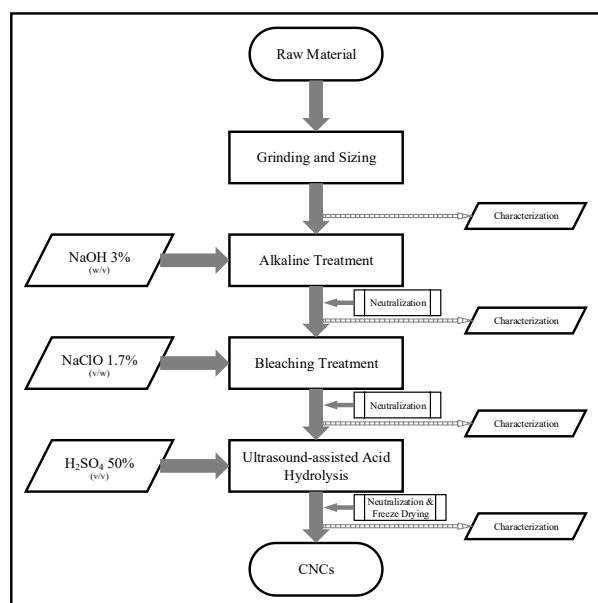 Raw Material
Grinding and Sizing
Characterization
NaOH 3%
(w/v)
Alkaline Treatment
Neutralization
Characterization
NaClO 1.7%
(v/w)
Bleaching Treatment
Neutralization
Characterization
H₂SO₄ 50%
(v/v)
Ultrasound-assisted Acid
Hydrolysis
Neutralization &
Freeze Drying
Characterization
CNCs